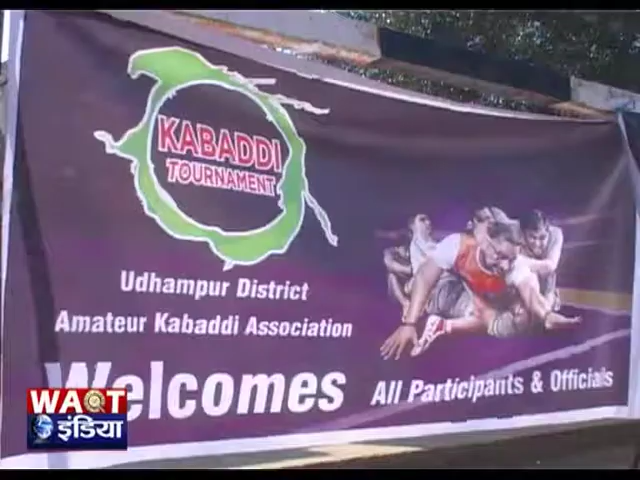 KABADDI
TOURNAMENT
Udhampur District
Amateur Kabaddi Association
Welcomes All Participants & Officials
WAQT
इंडिया